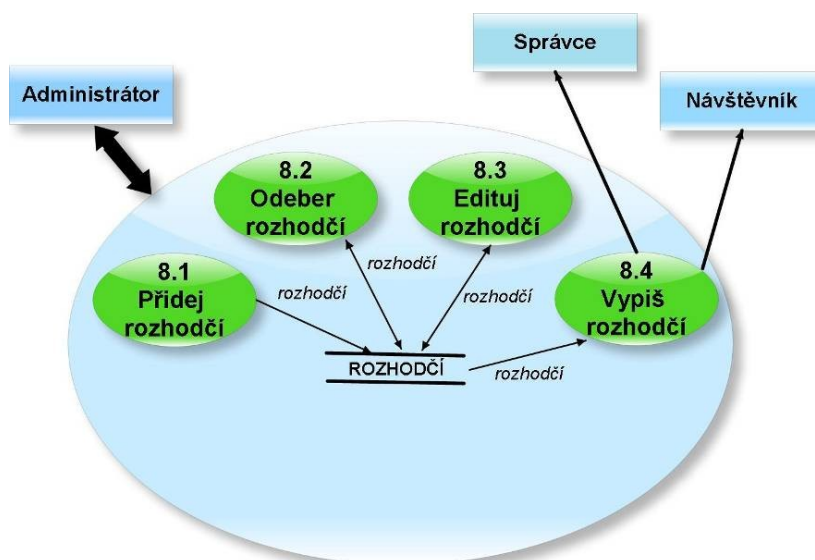 Správce
Administrátor
Návštěvník
8.2
Odeber
rozhodčí
8.3
Edituj
rozhodčí
8.1
Přidej
rozhodčí
rozhodčí
rozhodčí
rozhodčí
8.4
Vypiš
rozhodčí
ROZHODČÍ
rozhodčí